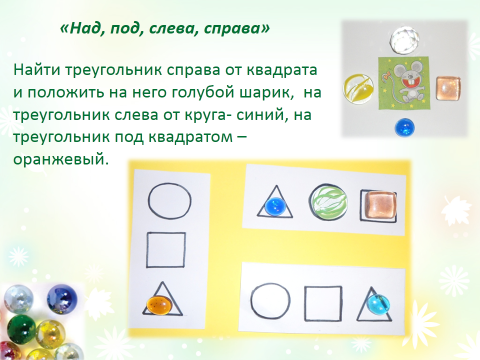 «Над, под, слева, справа»
Найти треугольник справа от квадрата
и положить на него голубой шарик, на
треугольник слева от круга- синий, на
треугольник под квадратом –
оранжевый.